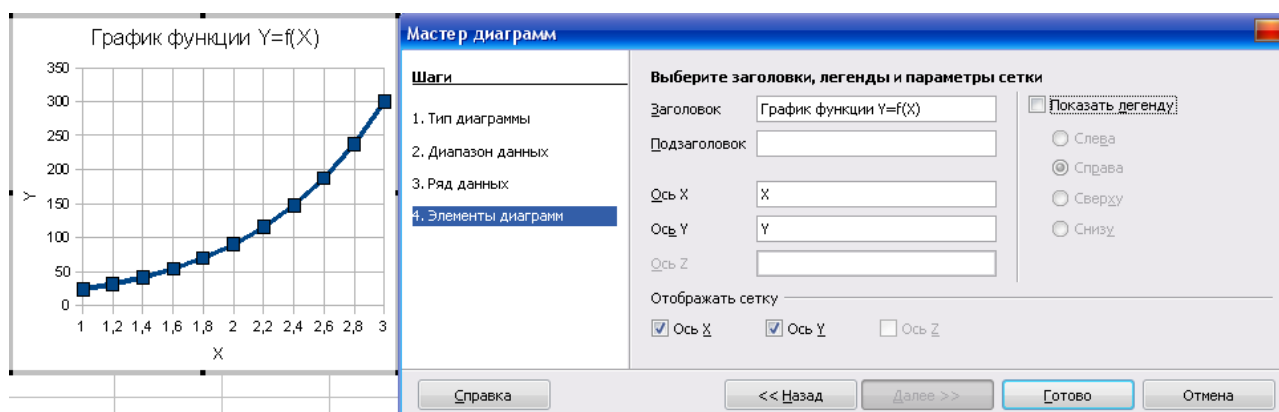 График функции Y=f(X)
350
300
250
200
150
100
50
0
Y
1 1,2 1,4 1,6 1,8 2 2,2 2,4 2,6 2,8 3
X
Мастер диаграмм
Шаги
1. Тип диаграммы
2. Диапазон данных
3. Ряд данных
4. Элементы диаграмм
Выберите заголовки, легенды и параметры сетки
Заголовок График функции Y=f(X)
Подзаголовок
Ось X X
Ось Y Y
Ось Z
Показать легенду
Слева
Справа
Сверху
Снизу
Отображать сетку
Ось X Ось Y Ось Z
Справка << Назад Далее >> Готово Отмена